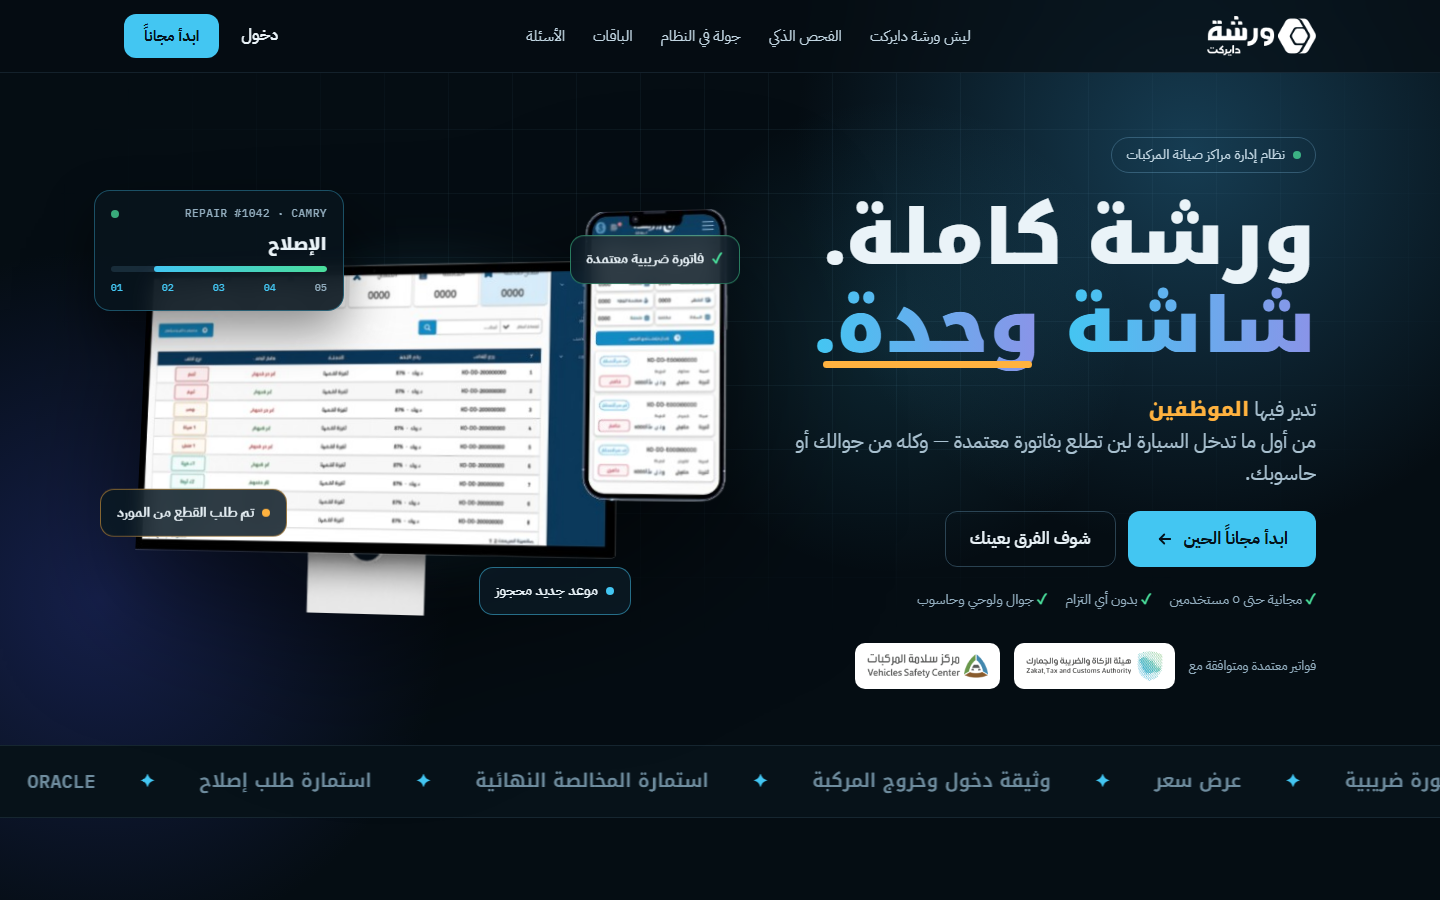 ورشة
دايركت
ليش ورشة دايركت
الفحص الذكي
جولة في النظام
الباقات
الأسئلة
دخول
ابدأ مجاناً
نظام إدارة مراكز صيانة المركبات
ورشة كاملة.
شاشة وحدة.
تدير فيها الموظفين
من أول ما تدخل السيارة لين تطلع بفاتورة معتمدة — وكله من جوالك أو
حاسوبك.
ابدأ مجاناً الحين ←
شوف الفرق بعينك
✓ مجانية حتى ٥ مستخدمين
✓ بدون أي التزام
✓ جوال ولوحي وحاسوب
فواتير معتمدة ومتوافقة مع
هيئة الزكاة والضريبة والجمارك
Zakat, Tax and Customs Authority
مركز سلامة المركبات
Vehicles Safety Center
REPAIR #1042 · CAMRY
الإصلاح
01 02 03 04 05
✓ فاتورة ضريبية معتمدة
0000 0000 0000
تم طلب القطع من المورد
موعد جديد محجوز
ورة ضريبية ✦ عرض سعر ✦ وثيقة دخول وخروج المركبة ✦ استمارة المخالصة النهائية ✦ استمارة طلب إصلاح ✦ ORACLE